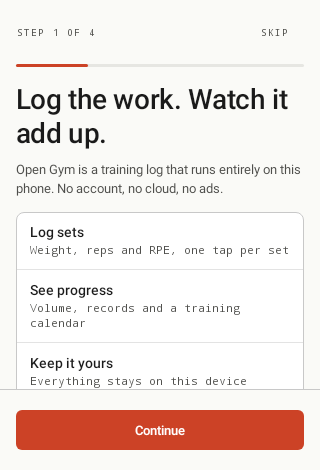 STEP 1 OF 4
SKIP
Log the work. Watch it
add up.
Open Gym is a training log that runs entirely on this
phone. No account, no cloud, no ads.
Log sets
Weight, reps and RPE, one tap per set
See progress
Volume, records and a training
calendar
Keep it yours
Everything stays on this device
Continue